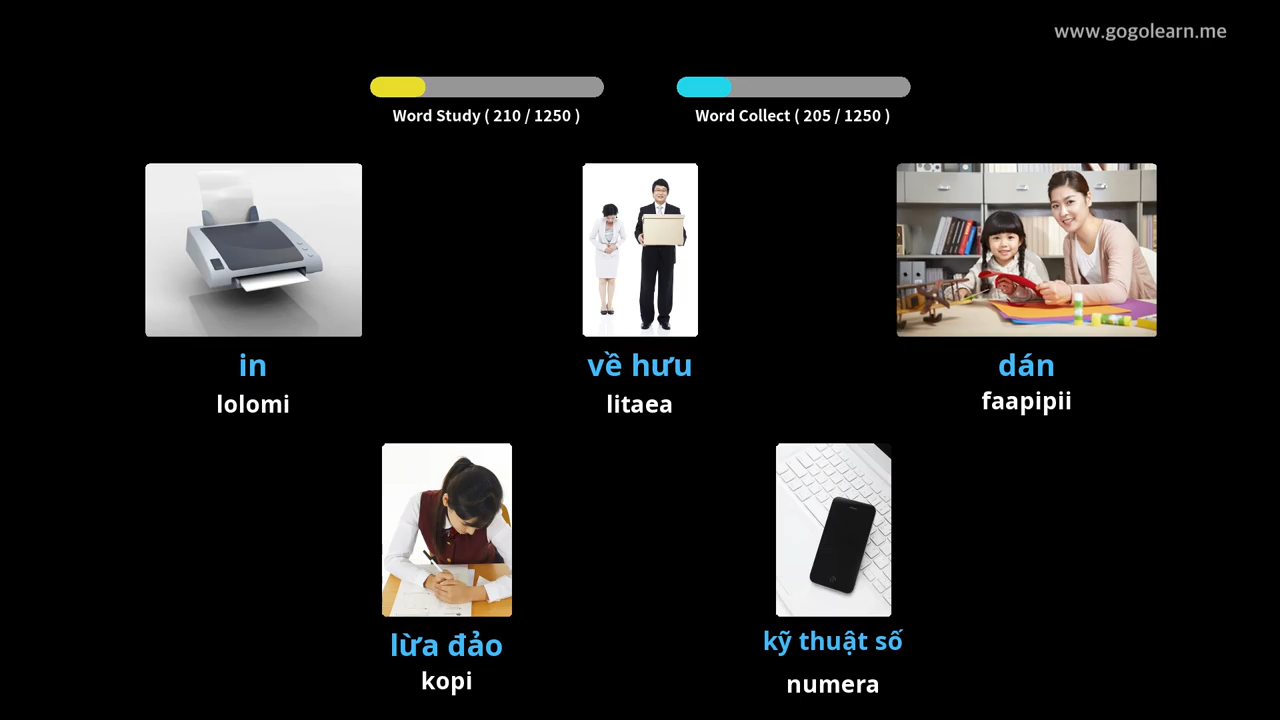 www.gogolearn.me
Word Study ( 210 / 1250 )
Word Collect ( 205 / 1250 )
in
lolomi
về hưu
litaea
dán
faapipii
lừa đảo
kopi
kỹ thuật số
numera